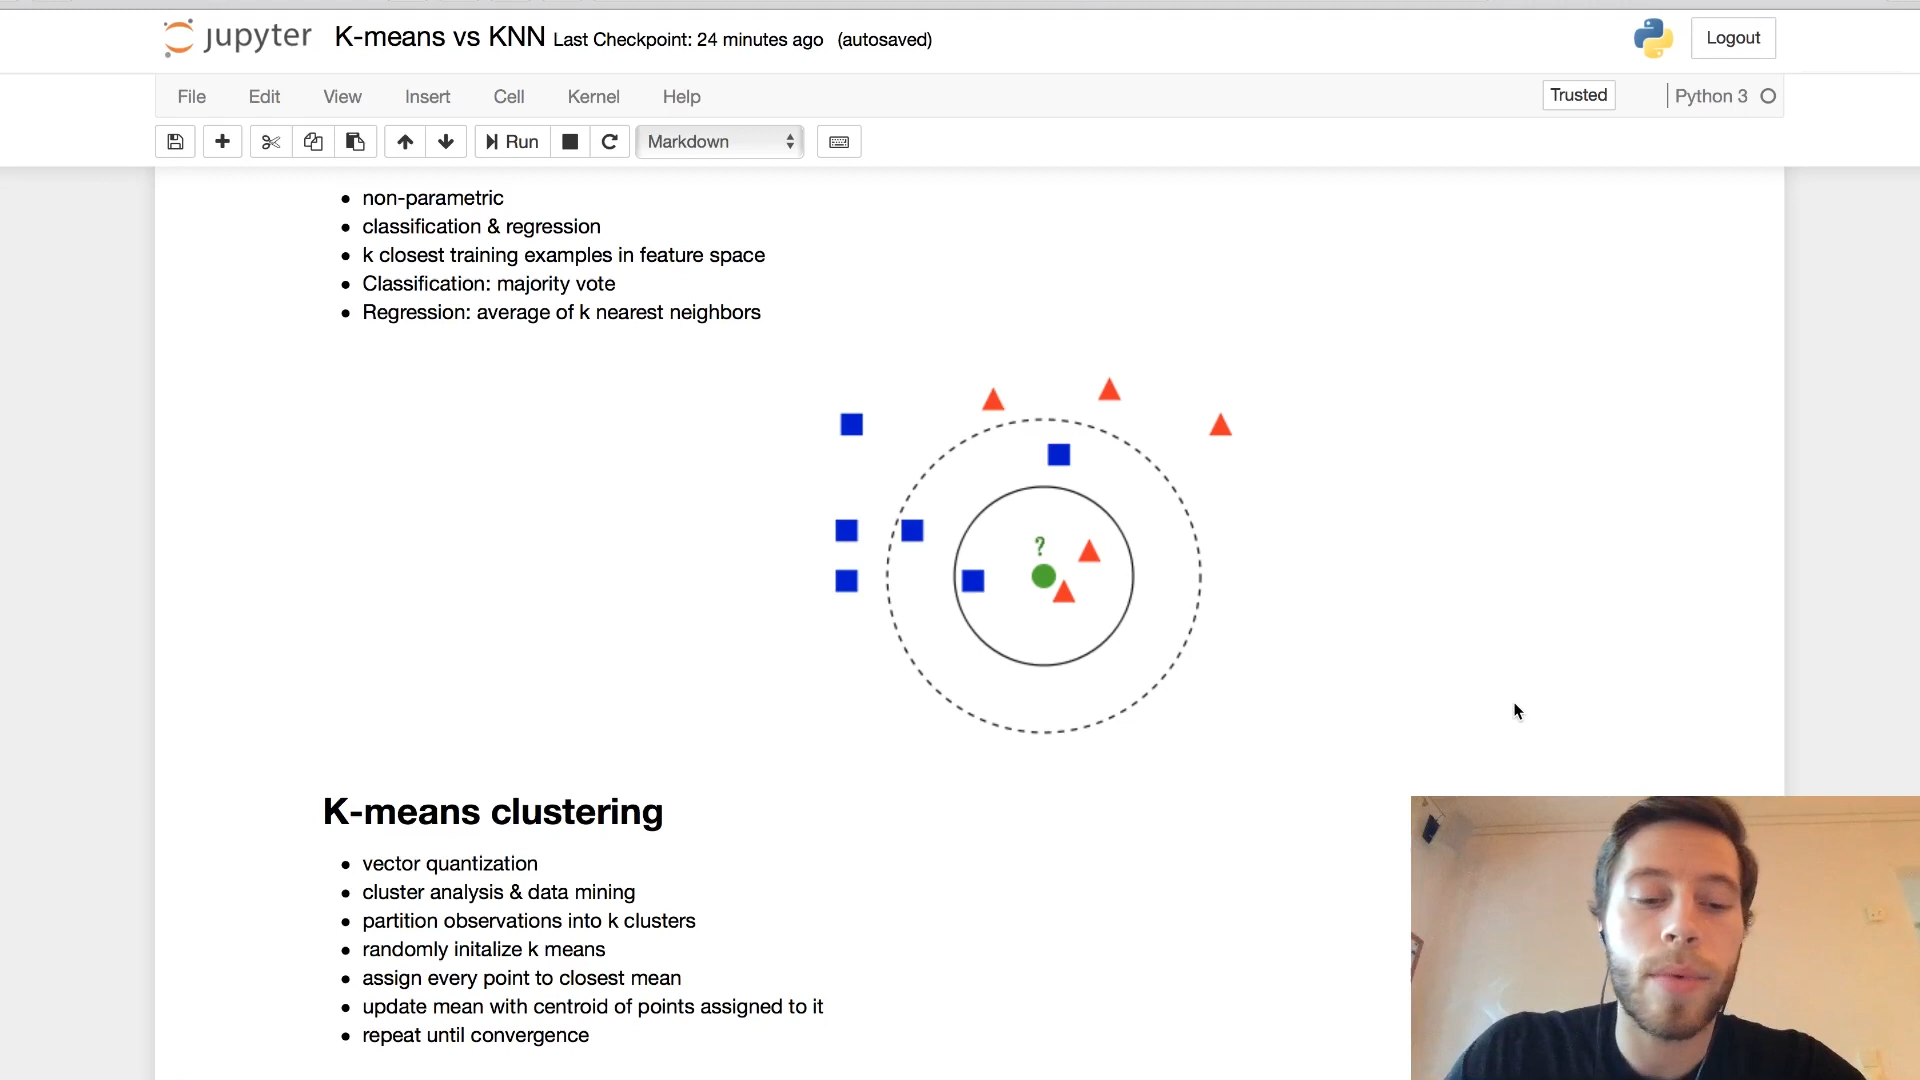 jupyter K-means vs KNN Last Checkpoint: 24 minutes ago (autosaved) Logout
File Edit View Insert Cell Kernel Help Trusted Python 3
Run Markdown
non-parametric
classification & regression
k closest training examples in feature space
Classification: majority vote
Regression: average of k nearest neighbors
?
K-means clustering
vector quantization
cluster analysis & data mining
partition observations into k clusters
randomly initalize k means
assign every point to closest mean
update mean with centroid of points assigned to it
repeat until convergence